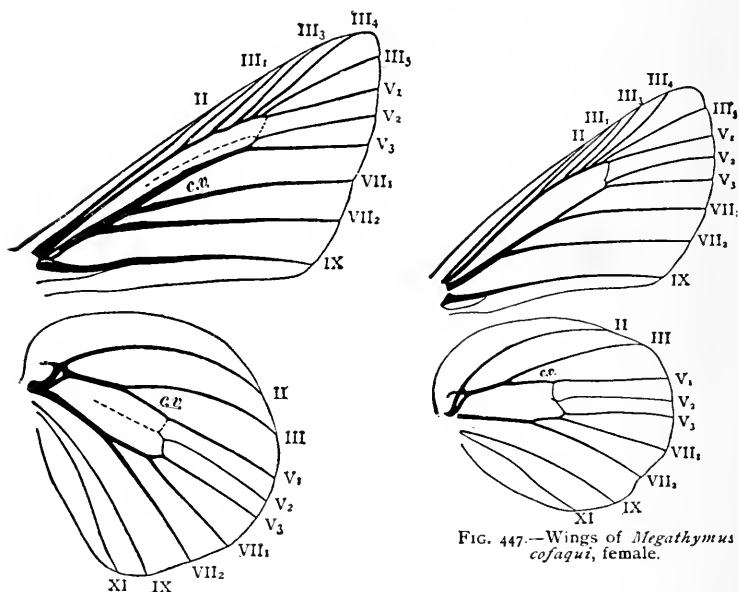 III₄
III₃
III₁
III₅
II
V₁
V₂
V₃
c.v.
VII₁
VII₂
IX
II
c.v.
III
V₁
V₂
V₃
VII₁
VII₂
XI IX
III₄
III₃
III₁
II
III₅
V₁
V₂
V₃
VII₁
VII₂
IX
II
III
c.v.
V₁
V₂
V₃
VII₁
VII₂
IX
XI
FIG. 447.—Wings of Megathymus
cofaqui, female.